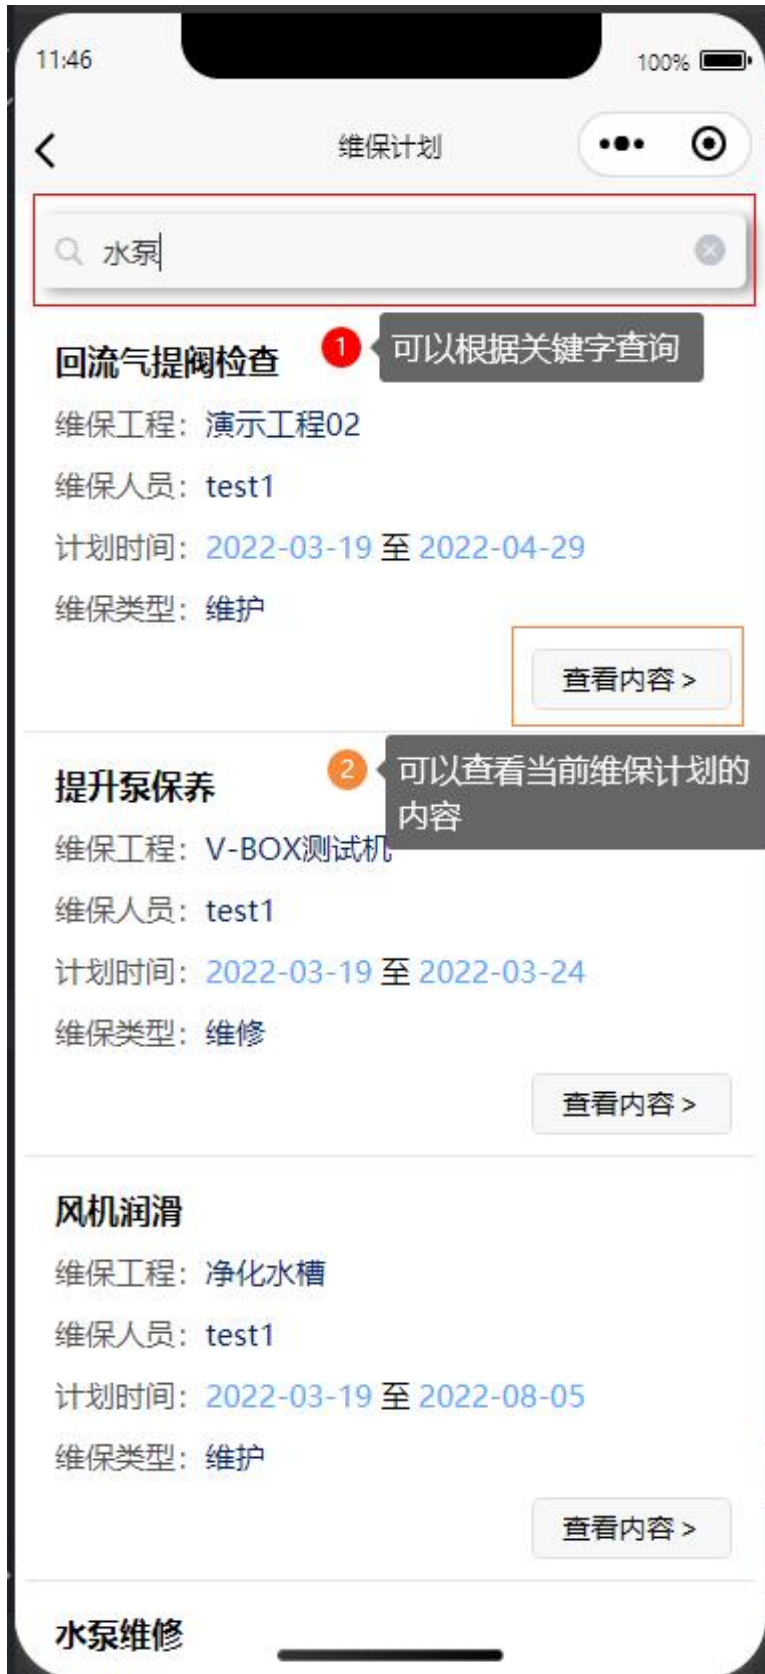 11:46
100%
维保计划
水泵
回流气提阀检查
1
可以根据关键字查询
维保工程：演示工程02
维保人员：test1
计划时间：2022-03-19 至 2022-04-29
维保类型：维护
查看内容 >
提升泵保养
2
可以查看当前维保计划的
内容
维保工程：V-BOX测试机
维保人员：test1
计划时间：2022-03-19 至 2022-03-24
维保类型：维修
查看内容 >
风机润滑
维保工程：净化水槽
维保人员：test1
计划时间：2022-03-19 至 2022-08-05
维保类型：维护
查看内容 >
水泵维修